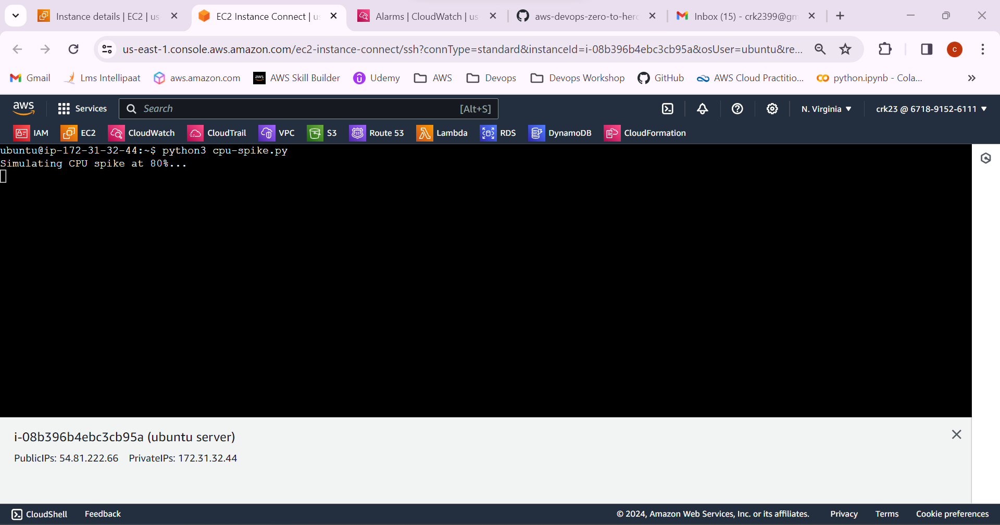 Instance details | EC2 | us
EC2 Instance Connect | us
Alarms | CloudWatch | us
aws-devops-zero-to-hero
Inbox (15) - crk2399@gm
us-east-1.console.aws.amazon.com/ec2-instance-connect/ssh?connType=standard&instanceId=i-08b396b4ebc3cb95a&osUser=ubuntu&re...
C
Gmail
Lms Intellipaat
aws.amazon.com
aws
AWS Skill Builder
Udemy
AWS
Devops
Devops Workshop
GitHub
AWS Cloud Practitio...
python.ipynb - Cola...
aws
Services
Search
[Alt+S]
N. Virginia
crk23 @ 6718-9152-6111
IAM
EC2
CloudWatch
CloudTrail
VPC
S3
53
Route 53
Lambda
RDS
DynamoDB
CloudFormation
ubuntu@ip-172-31-32-44:~$ python3 cpu-spike.py
Simulating CPU spike at 80%...
i-08b396b4ebc3cb95a (ubuntu server)
PublicIPs: 54.81.222.66 PrivateIPs: 172.31.32.44
CloudShell
Feedback
© 2024, Amazon Web Services, Inc. or its affiliates.
Privacy
Terms
Cookie preferences